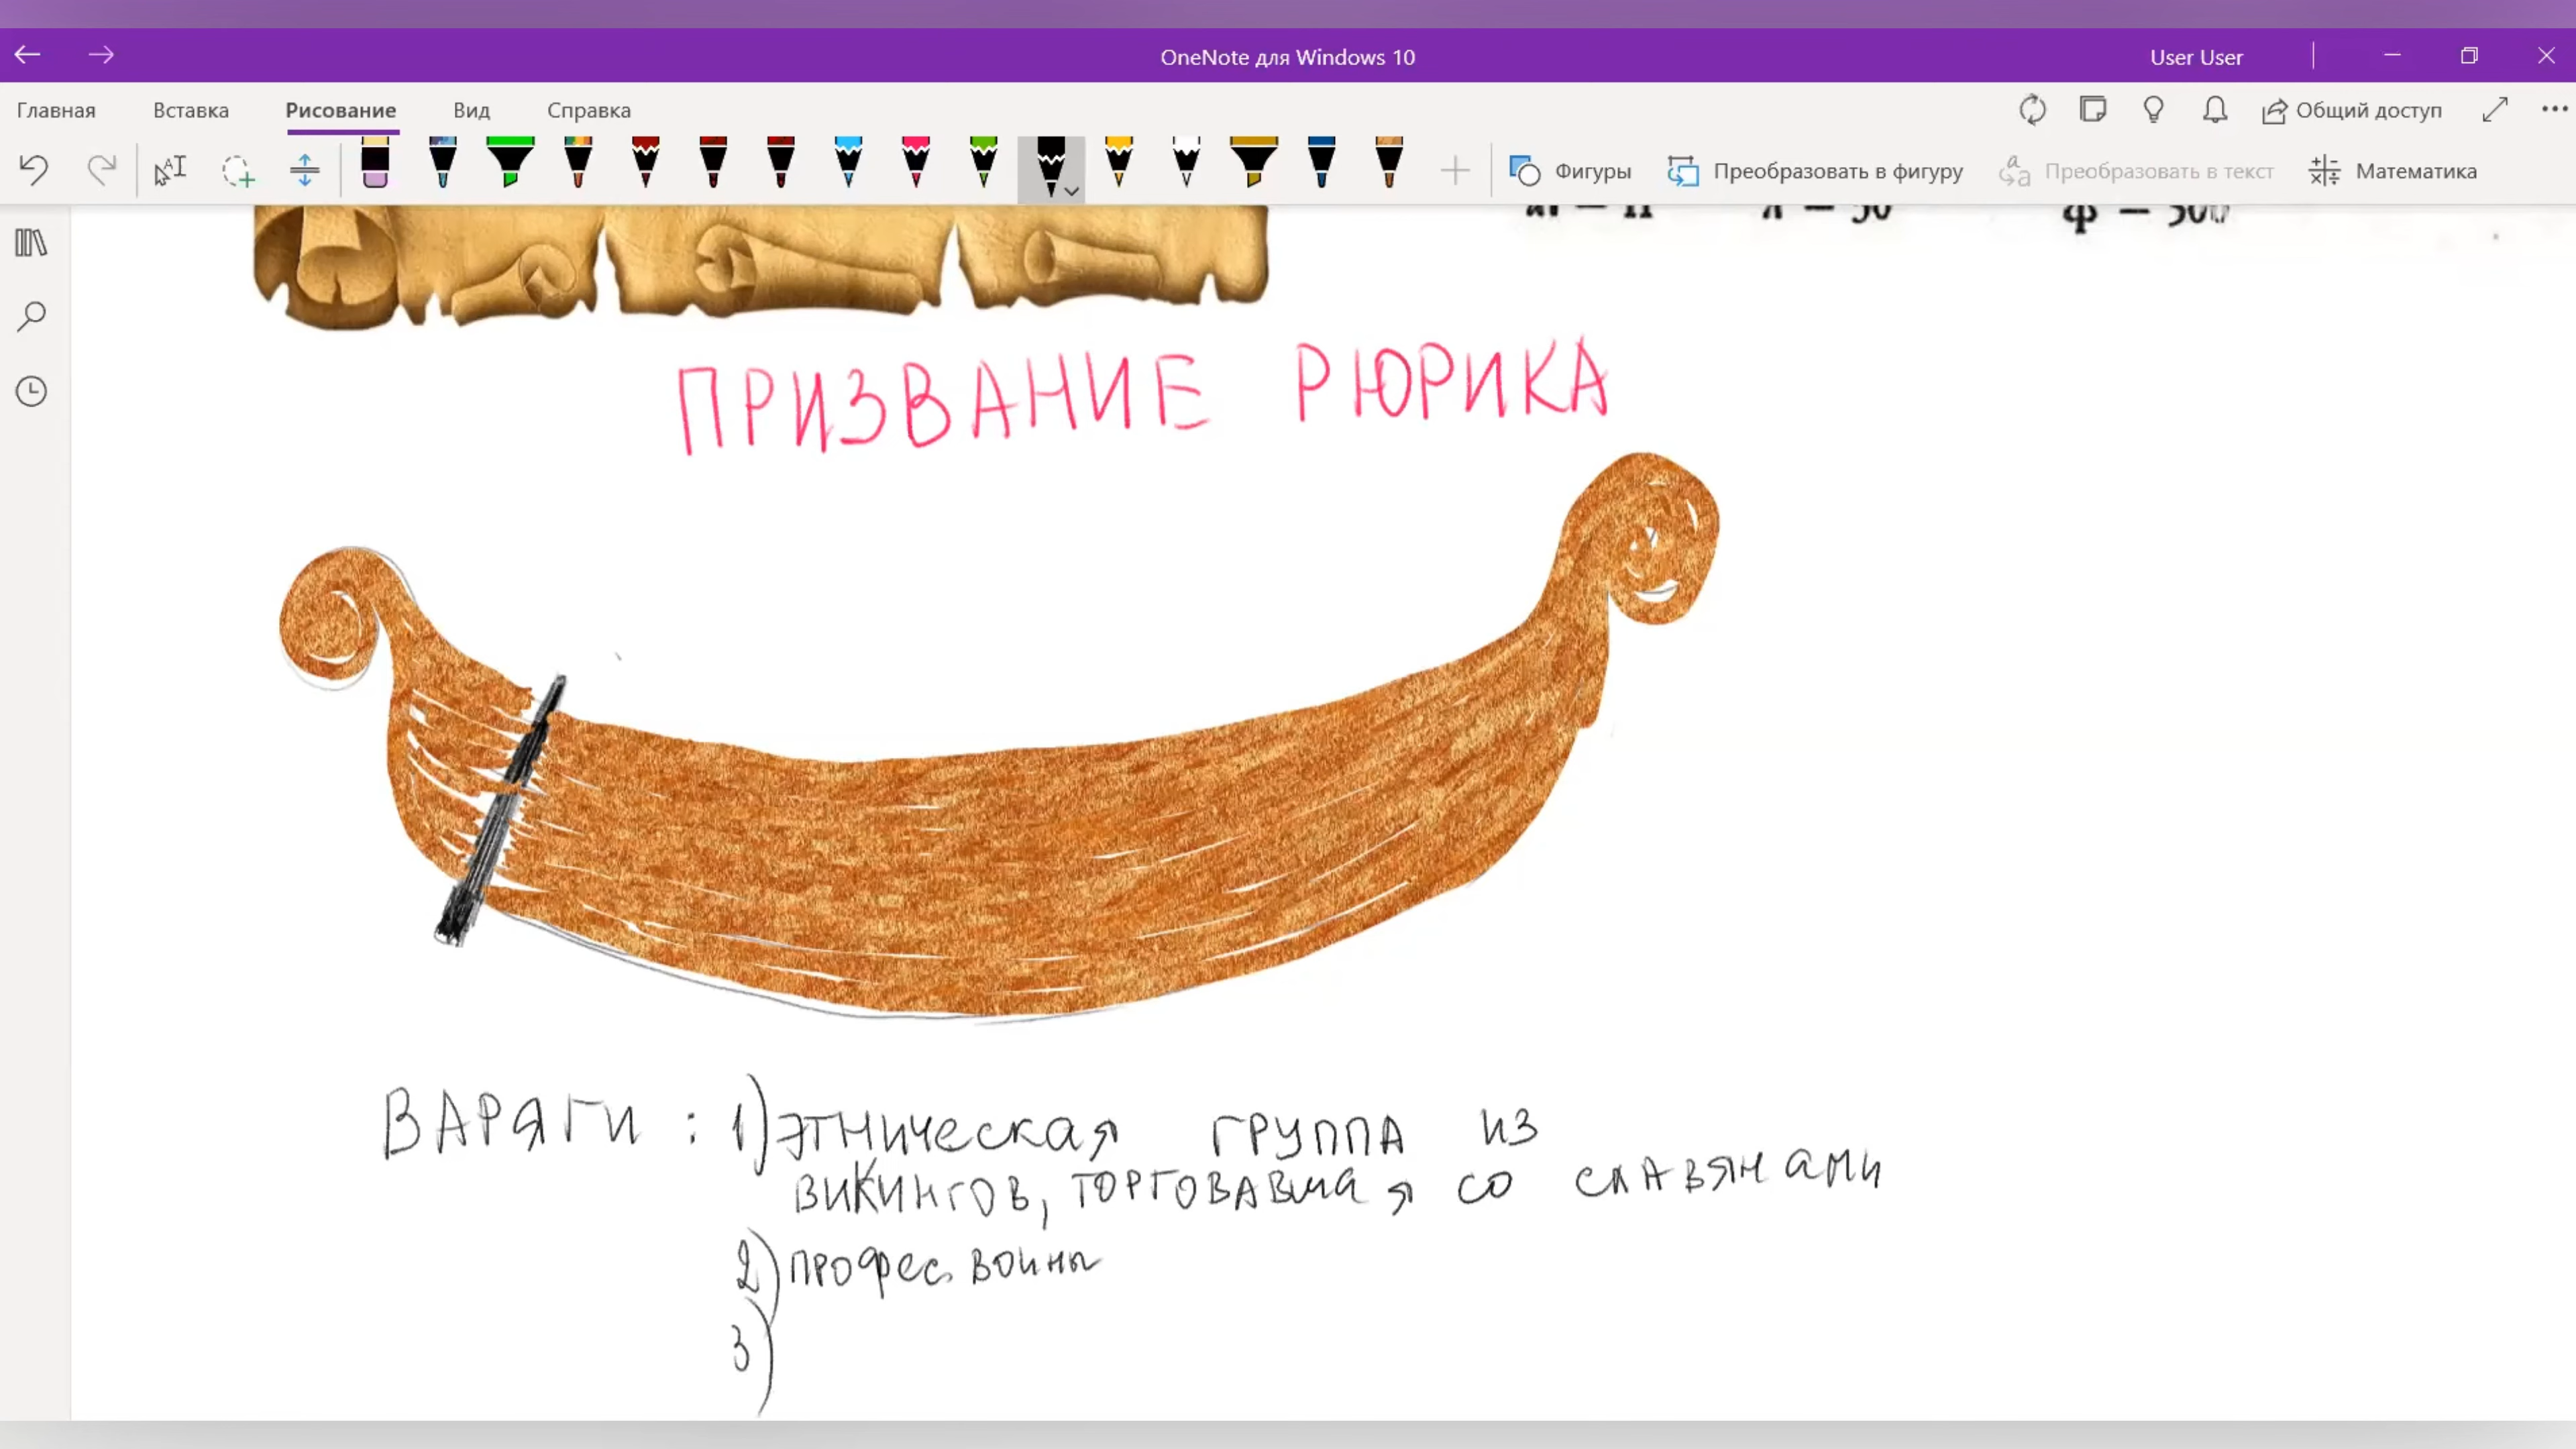 OneNote для Windows 10
User User
Главная Вставка Рисование Вид Справка
Общий доступ
Фигуры Преобразовать в фигуру Преобразовать в текст Математика
ПРИЗВАНИЕ РЮРИКА
ВАРЯГИ : 1) этническая группа из
викингов, торговавшая со славянами
2) профес. воины
3)